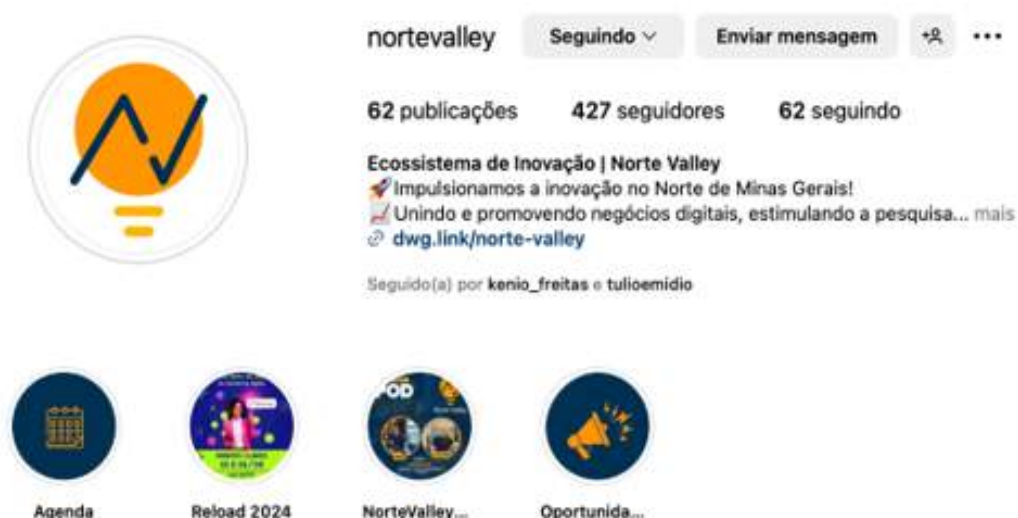 nortevalley Seguindo Enviar mensagem
62 publicações 427 seguidores 62 seguindo
Ecossistema de Inovação | Norte Valley
🚀Impulsionamos a inovação no Norte de Minas Gerais!
📈Unindo e promovendo negócios digitais, estimulando a pesquisa... mais
dwg.link/norte-valley
Seguido(a) por kenio_freitas e tulioemidio
POD
Agenda Reload 2024 NorteValley... Oportunida...